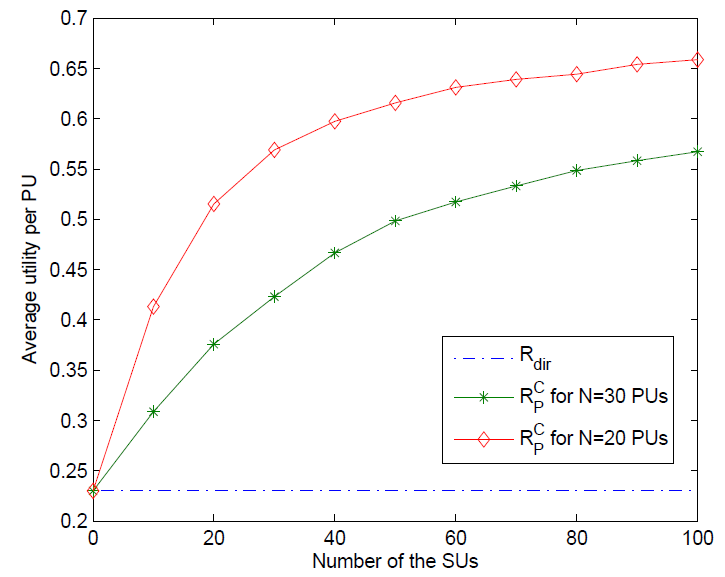 0.7
0.65
0.6
0.55
0.5
0.45
0.4
0.35
0.3
0.25
0.2
Average utility per PU
R_dir
R_P^C for N=30 PUs
R_P^C for N=20 PUs
0 20 40 60 80 100
Number of the SUs